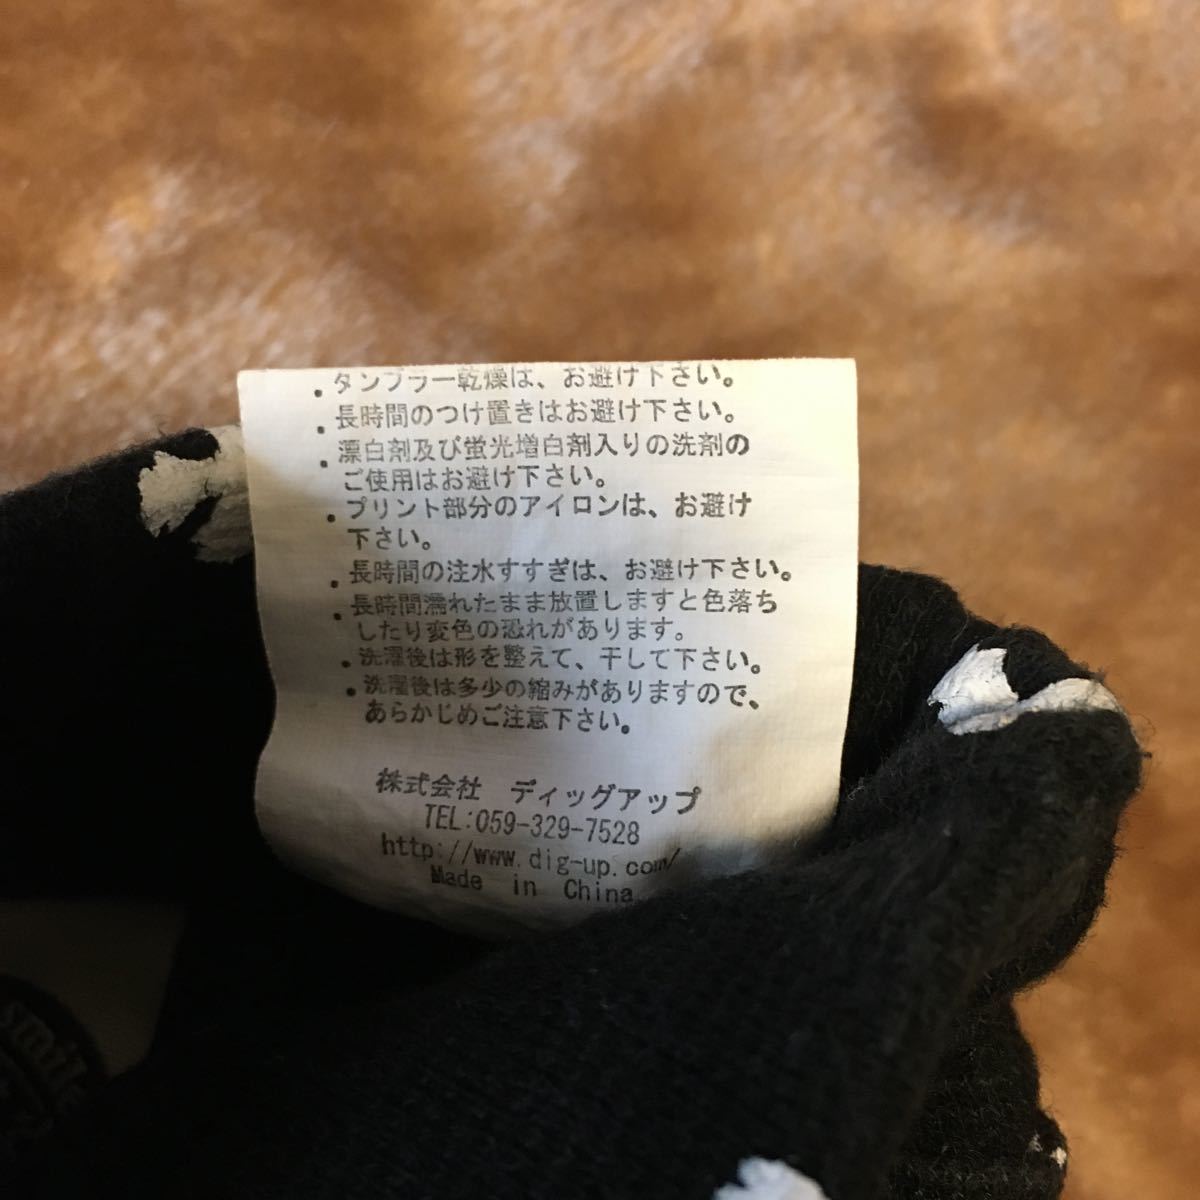 ・タンブラー乾燥は、お避け下さい。
・長時間のつけ置きはお避け下さい。
・漂白剤及び蛍光増白剤入りの洗剤の
ご使用はお避け下さい。
・プリント部分のアイロンは、お避け
下さい。
・長時間の注水すすぎは、お避け下さい。
・長時間濡れたまま放置しますと色落ち
したり変色の恐れがあります。
・洗濯後は形を整えて、干して下さい。
・洗濯後は多少の縮みがありますので、
あらかじめご注意下さい。
株式会社 ディッグアップ
TEL:059-329-7528
http://www.dig-up.com/
Made in China